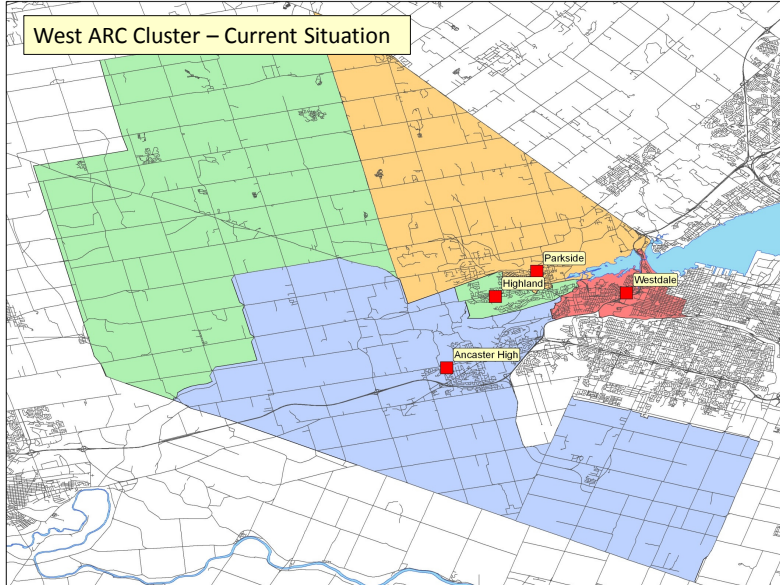 West ARC Cluster – Current Situation
Parkside
Highland
Westdale
Ancaster High